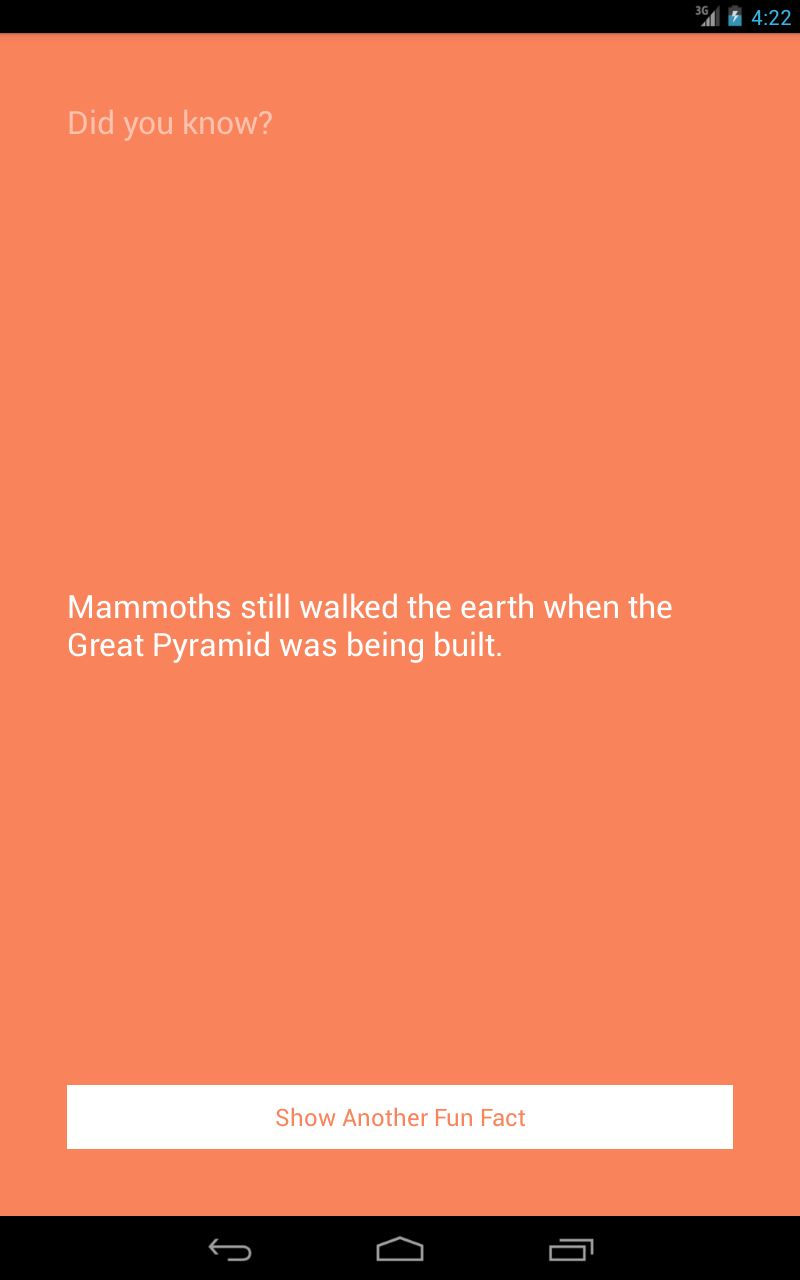 3G 4:22
Did you know?
Mammoths still walked the earth when the
Great Pyramid was being built.
Show Another Fun Fact